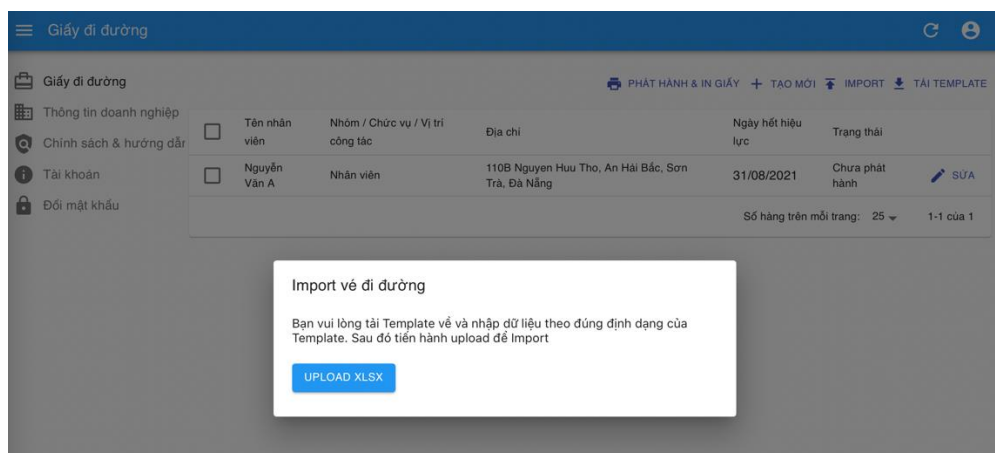 Giấy đi đường
Giấy đi đường
PHÁT HÀNH & IN GIẤY
TẠO MỚI
IMPORT
TẢI TEMPLATE
Thông tin doanh nghiệp
Chính sách & hướng dẫn
Tài khoản
Đổi mật khẩu
Tên nhân
viên
Nhóm / Chức vụ / Vị trí
công tác
Địa chỉ
Ngày hết hiệu
lực
Trạng thái
Nguyễn
Văn A
Nhân viên
110B Nguyen Huu Tho, An Hải Bắc, Sơn
Trà, Đà Nẵng
31/08/2021
Chưa phát
hành
SỬA
Số hàng trên mỗi trang: 25
1-1 của 1
Import vé đi đường
Bạn vui lòng tải Template về và nhập dữ liệu theo đúng định dạng của
Template. Sau đó tiến hành upload để Import
UPLOAD XLSX